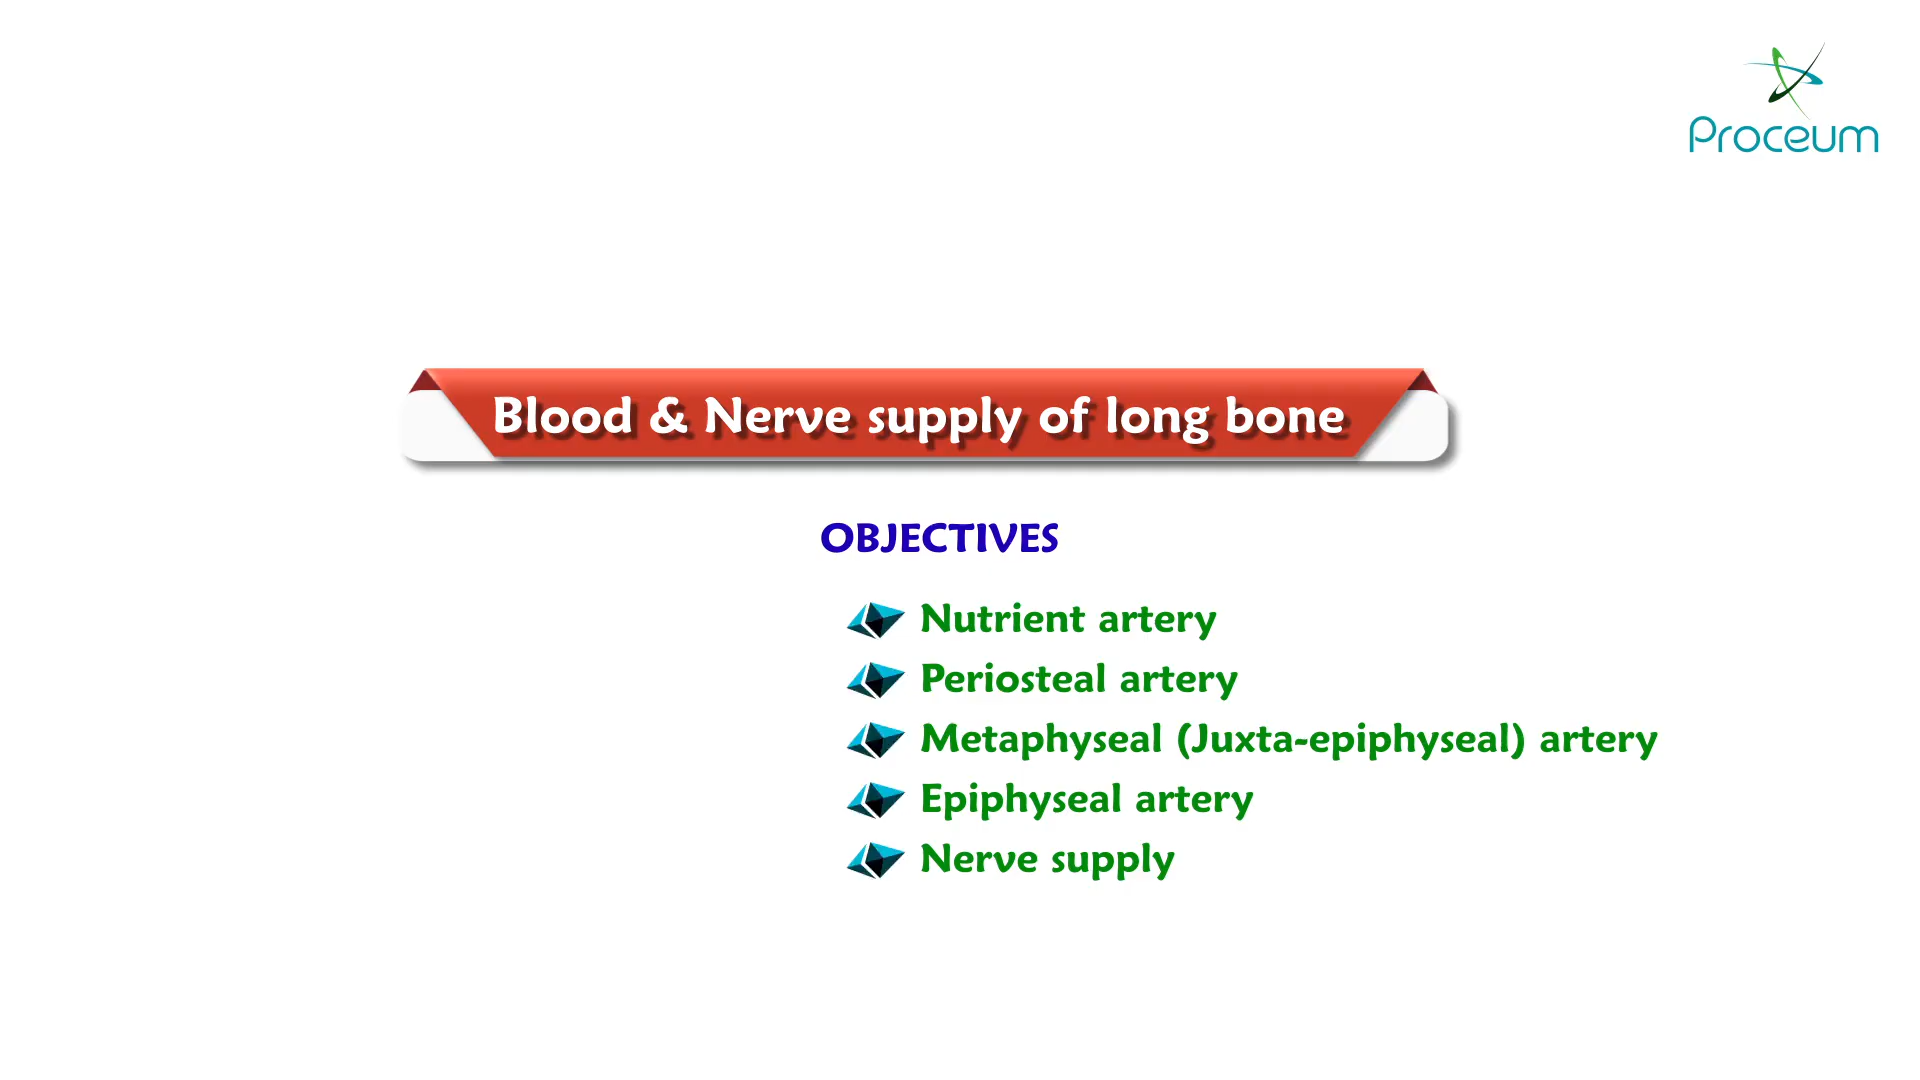 Proceum
Blood & Nerve supply of long bone
OBJECTIVES
Nutrient artery
Periosteal artery
Metaphyseal (Juxta-epiphyseal) artery
Epiphyseal artery
Nerve supply